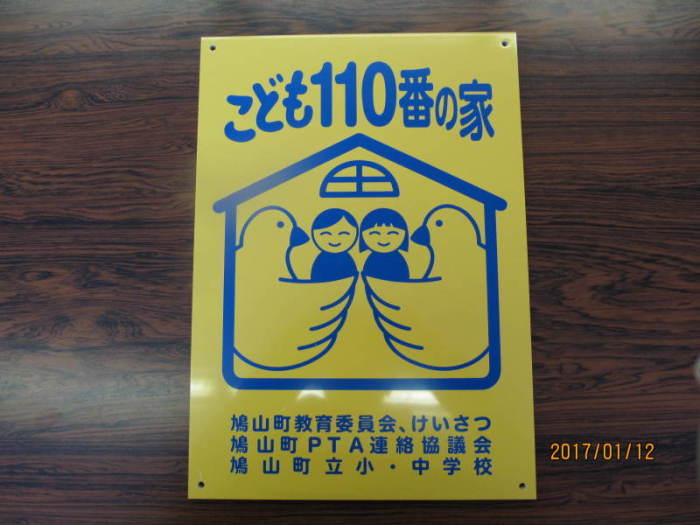 こども110番の家
鳩山町教育委員会、けいさつ
鳩山町PTA連絡協議会
鳩山町立小・中学校
2017/01/12